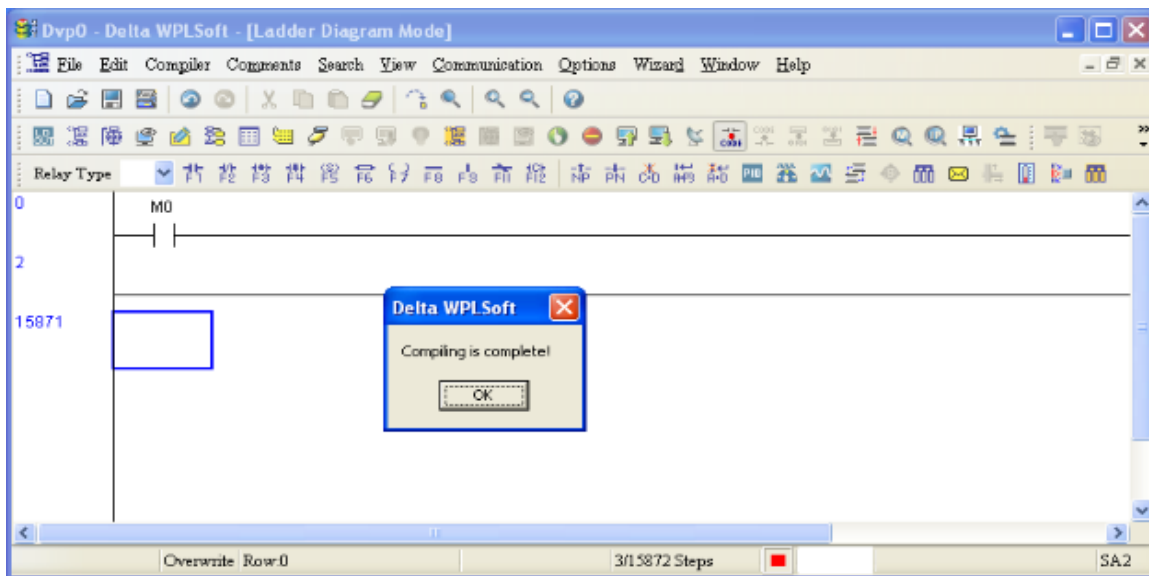 Dvp0 - Delta WPLSoft - [Ladder Diagram Mode]
File Edit Compiler Comments Search View Communication Options Wizard Window Help
Relay Type
0
M0
2
15871
Delta WPLSoft
Compiling is complete!
OK
Overwrite Row:0 3/15872 Steps SA2